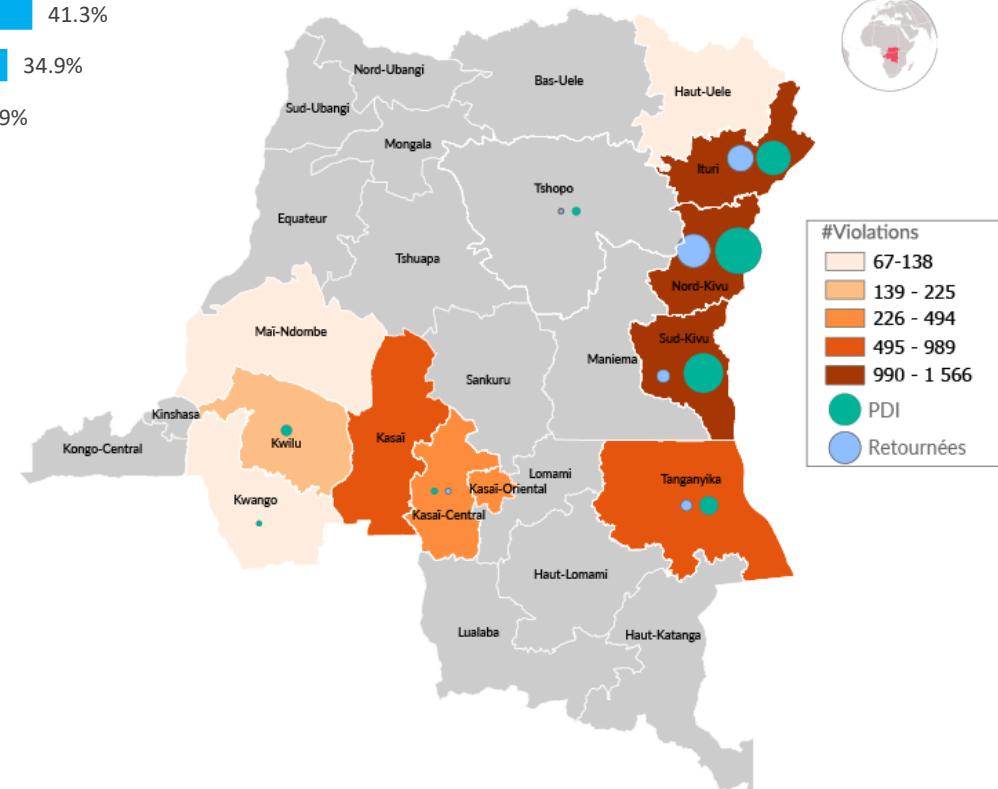 41.3%
34.9%
9%
Nord-Ubangi
Bas-Uele
Haut-Uele
Sud-Ubangi
Mongala
Ituri
Tshopo
Equateur
Tshuapa
Nord-Kivu
Maï-Ndombe
Sud-Kivu
Maniema
Sankuru
Kinshasa
Kongo-Central
Kwilu
Kasaï
Lomami
Tanganyika
Kasaï-Oriental
Kwango
Kasaï-Central
Haut-Lomami
Lualaba
Haut-Katanga
#Violations
67-138
139 - 225
226 - 494
495 - 989
990 - 1 566
PDI
Retournées